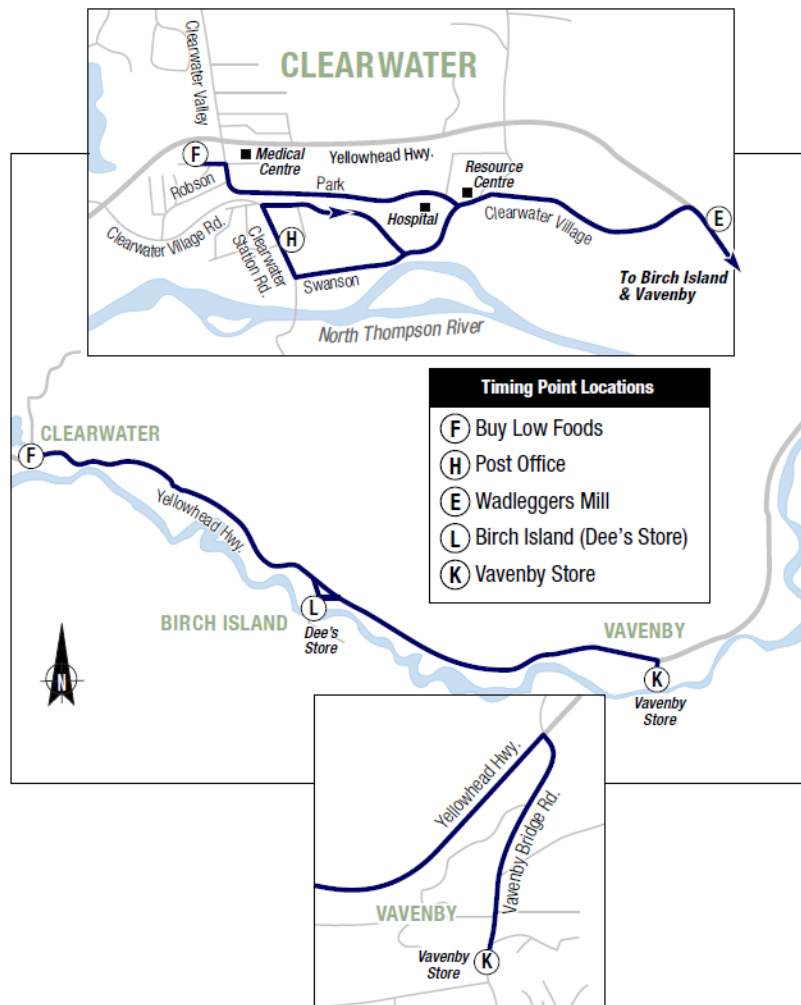 CLEARWATER
Clearwater Valley
F
Medical
Centre
Yellowhead Hwy.
Robson
Park
Resource
Centre
Hospital
Clearwater Village
E
Clearwater Village Rd.
H
Clearwater
Station Rd.
Swanson
To Birch Island
& Vavenby
North Thompson River
Timing Point Locations
F Buy Low Foods
H Post Office
E Wadleggers Mill
L Birch Island (Dee's Store)
K Vavenby Store
CLEARWATER
F
Yellowhead Hwy.
BIRCH ISLAND
L
Dee's
Store
VAVENBY
K
Vavenby
Store
N
Yellowhead Hwy.
Vavenby Bridge Rd.
VAVENBY
Vavenby
Store
K